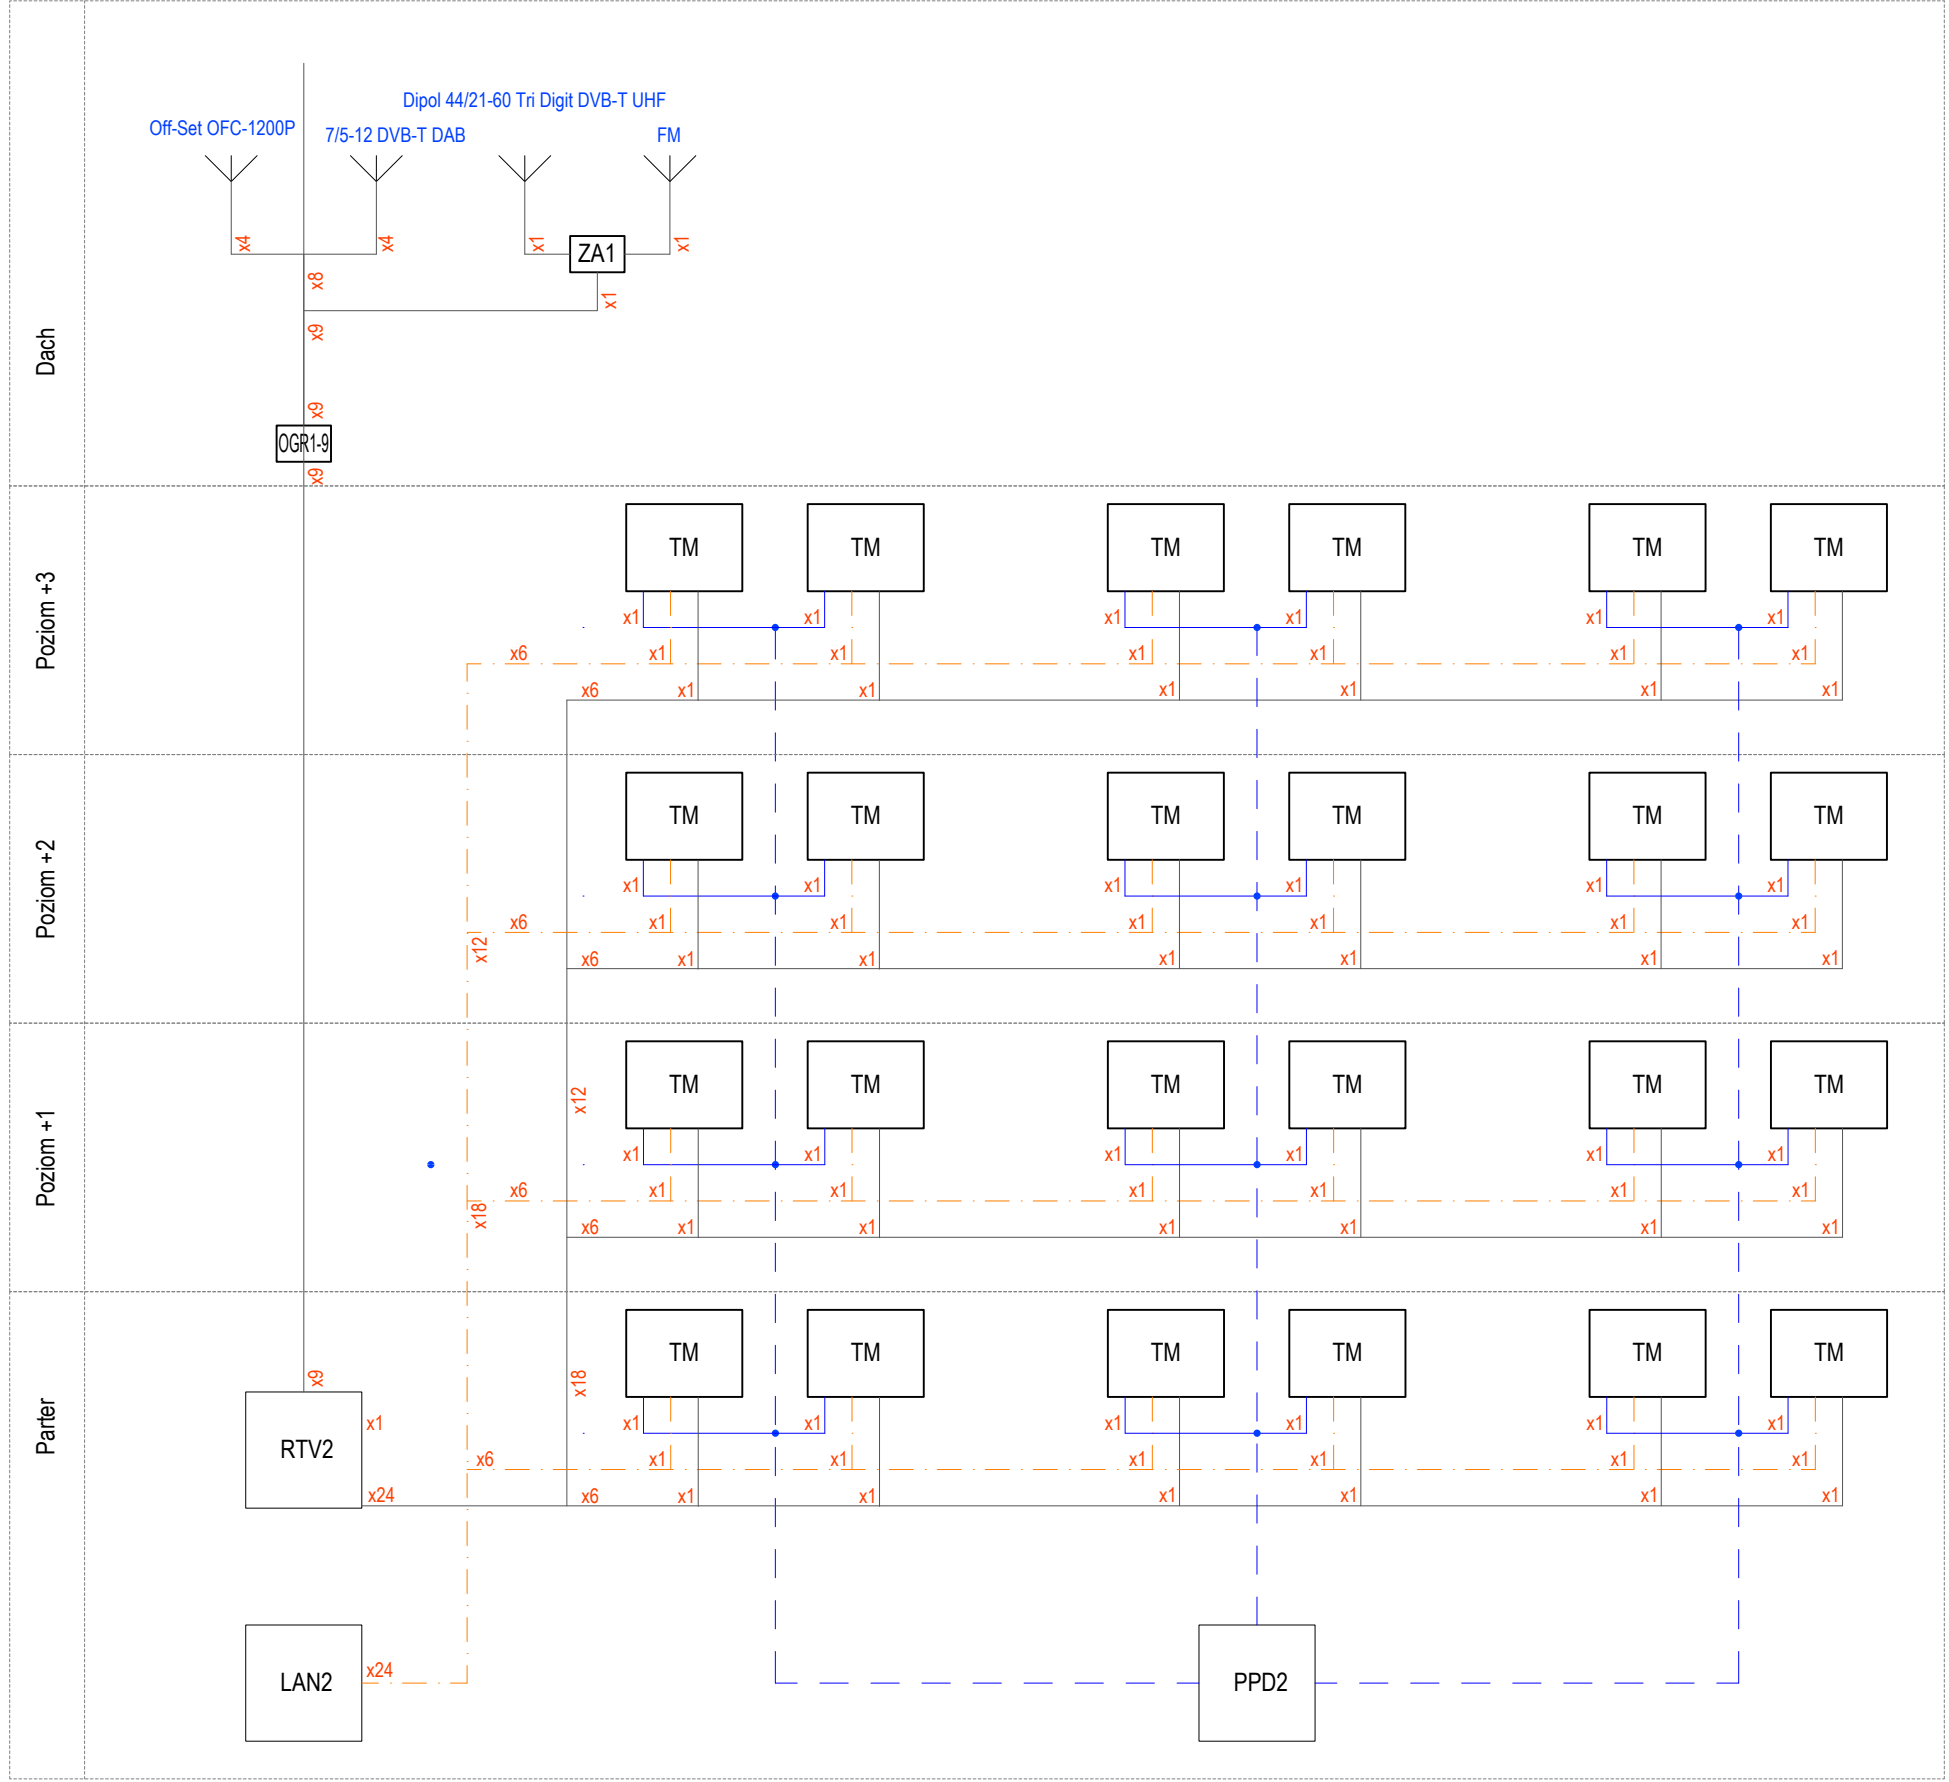 Dipol 44/21-60 Tri Digit DVB-T UHF
Off-Set OFC-1200P
7/5-12 DVB-T DAB
FM
x4
x4
x1
ZA1
x1
x8
x1
x9
Dach
x9
OGR1-9
x9
TM TM TM TM TM TM
Poziom +3
x1 x1 x1 x1 x1 x1
x6 x1 x1 x1 x1 x1 x1
x6 x1 x1 x1 x1 x1 x1
TM TM TM TM TM TM
Poziom +2
x1 x1 x1 x1 x1 x1
x6 x1 x1 x1 x1 x1 x1
x12
x6 x1 x1 x1 x1 x1 x1
TM TM TM TM TM TM
x12
Poziom +1
x1 x1 x1 x1 x1 x1
x6 x1 x1 x1 x1 x1 x1
x18
x6 x1 x1 x1 x1 x1 x1
TM TM TM TM TM TM
x9
x18
Parter
x1
x1 x1 x1 x1 x1 x1
RTV2
x6 x1 x1 x1 x1 x1 x1
x24
x6 x1 x1 x1 x1 x1 x1
LAN2
x24
PPD2